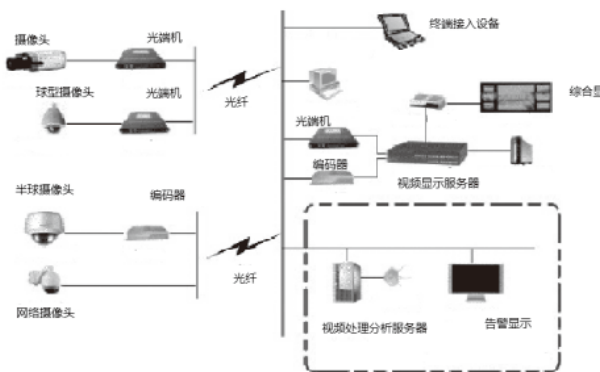 摄像头
光端机
球型摄像头
光端机
光纤
半球摄像头
编码器
光纤
网络摄像头
终端接入设备
综合显
光端机
编码器
视频显示服务器
视频处理分析服务器
告警显示